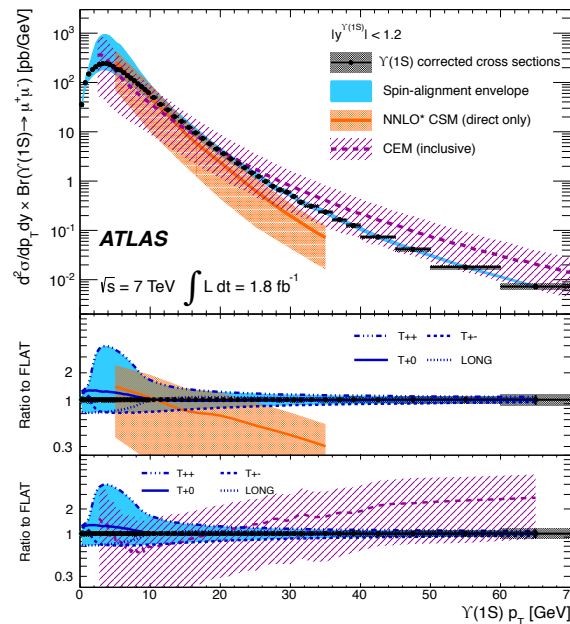 |y^ϒ(1S)| < 1.2
ϒ(1S) corrected cross sections
Spin-alignment envelope
NNLO* CSM (direct only)
CEM (inclusive)
d²σ/dp_T dy × Br(ϒ(1S)→ μ⁺μ⁻) [pb/GeV]
10³
10²
10
1
10⁻¹
10⁻²
ATLAS
√s = 7 TeV ∫ L dt = 1.8 fb⁻¹
Ratio to FLAT
2
1
0.3
T++ T+-
T+0 LONG
Ratio to FLAT
2
1
0.3
T++ T+-
T+0 LONG
0 10 20 30 40 50 60 70
ϒ(1S) p_T [GeV]